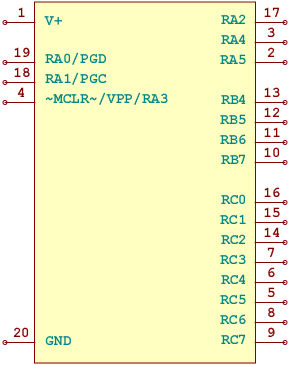 1 V+ RA2 17
RA4 3
19 RA0/PGD RA5 2
18 RA1/PGC
4 ~MCLR~/VPP/RA3 RB4 13
RB5 12
RB6 11
RB7 10
RC0 16
RC1 15
RC2 14
RC3 7
RC4 6
RC5 5
RC6 8
20 GND RC7 9